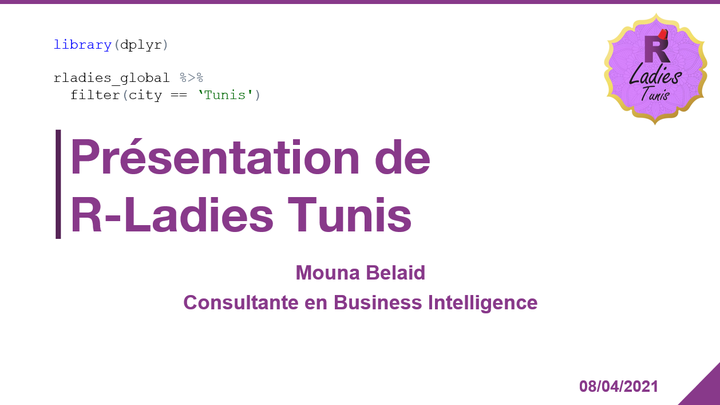 library(dplyr)
rladies_global %>%
filter(city == ‘Tunis')
R
Ladies
Tunis
Présentation de
R-Ladies Tunis
Mouna Belaid
Consultante en Business Intelligence
08/04/2021